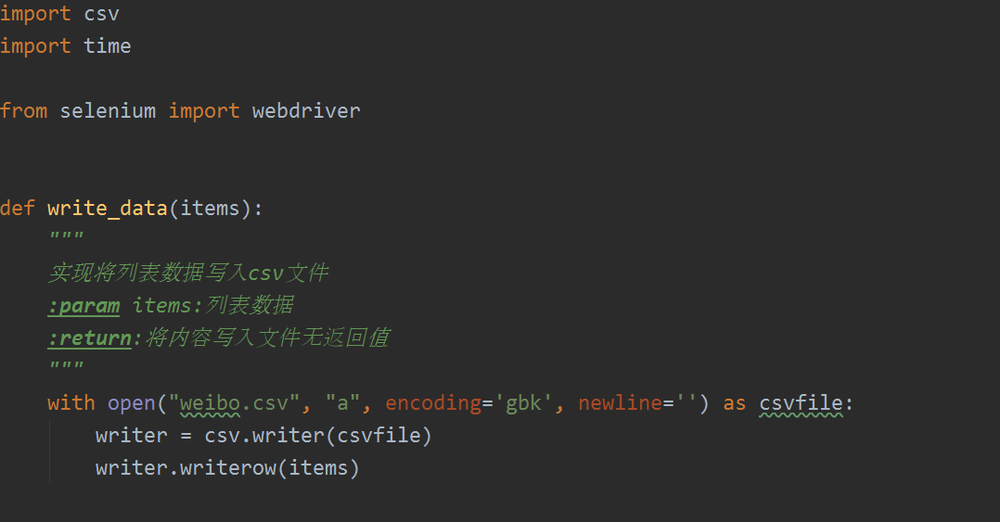 import csv
import time
from selenium import webdriver
def write_data(items):
"""
实现将列表数据写入csv文件
:param items:列表数据
:return:将内容写入文件无返回值
"""
with open("weibo.csv", "a", encoding='gbk', newline='') as csvfile:
writer = csv.writer(csvfile)
writer.writerow(items)